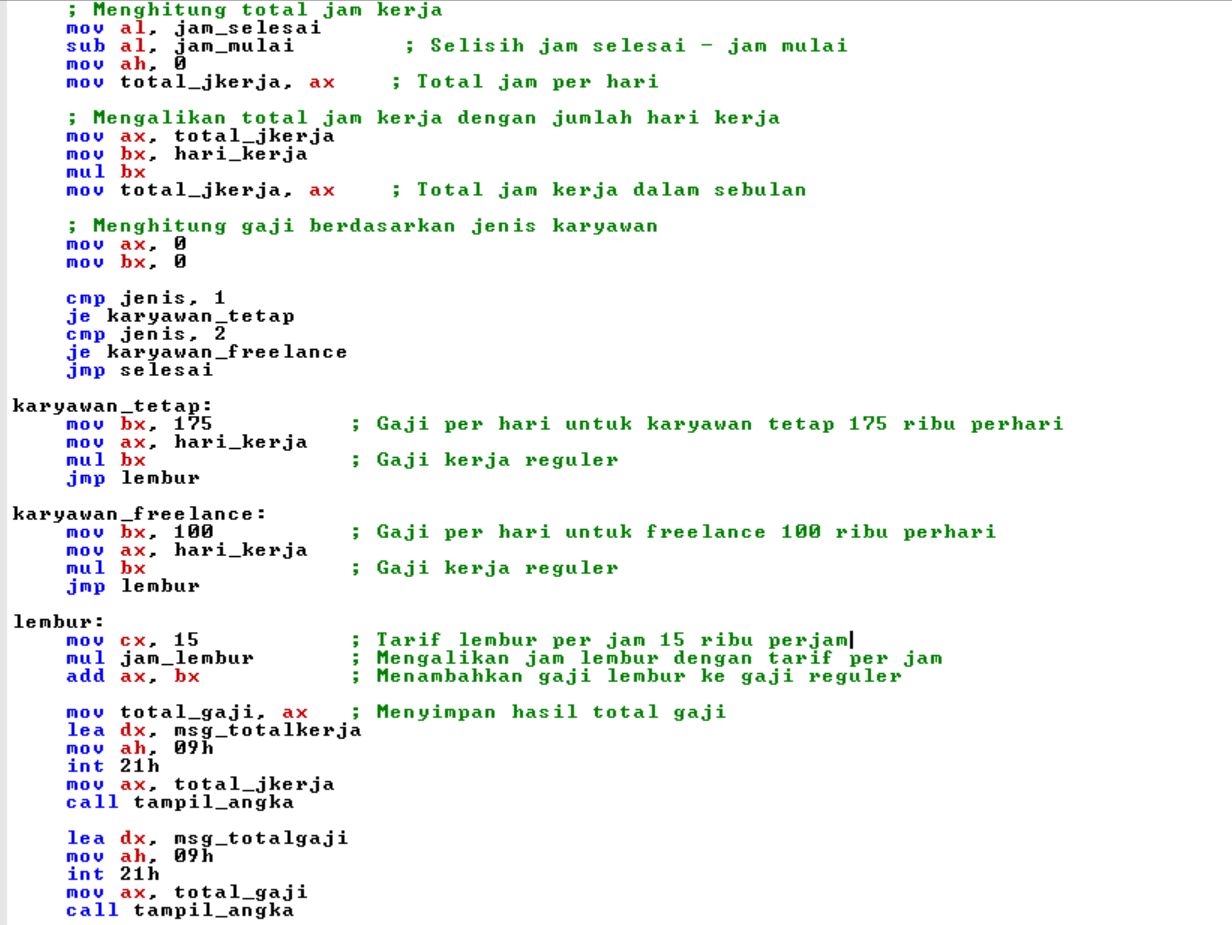 ; Menghitung total jam kerja
mov al, jam_selesai
sub al, jam_mulai ; Selisih jam selesai - jam mulai
mov ah, 0
mov total_jkerja, ax ; Total jam per hari
; Mengalikan total jam kerja dengan jumlah hari kerja
mov ax, total_jkerja
mov bx, hari_kerja
mul bx
mov total_jkerja, ax ; Total jam kerja dalam sebulan
; Menghitung gaji berdasarkan jenis karyawan
mov ax, 0
mov bx, 0
cmp jenis, 1
je karyawan_tetap
cmp jenis, 2
je karyawan_freelance
jmp selesai
karyawan_tetap:
mov bx, 175 ; Gaji per hari untuk karyawan tetap 175 ribu perhari
mov ax, hari_kerja
mul bx ; Gaji kerja reguler
jmp lembur
karyawan_freelance:
mov bx, 100 ; Gaji per hari untuk freelance 100 ribu perhari
mov ax, hari_kerja
mul bx ; Gaji kerja reguler
jmp lembur
lembur:
mov cx, 15 ; Tarif lembur per jam 15 ribu perjam
mul jam_lembur ; Mengalikan jam lembur dengan tarif per jam
add ax, bx ; Menambahkan gaji lembur ke gaji reguler
mov total_gaji, ax ; Menyimpan hasil total gaji
lea dx, msg_totalkerja
mov ah, 09h
int 21h
mov ax, total_jkerja
call tampil_angka
lea dx, msg_totalgaji
mov ah, 09h
int 21h
mov ax, total_gaji
call tampil_angka